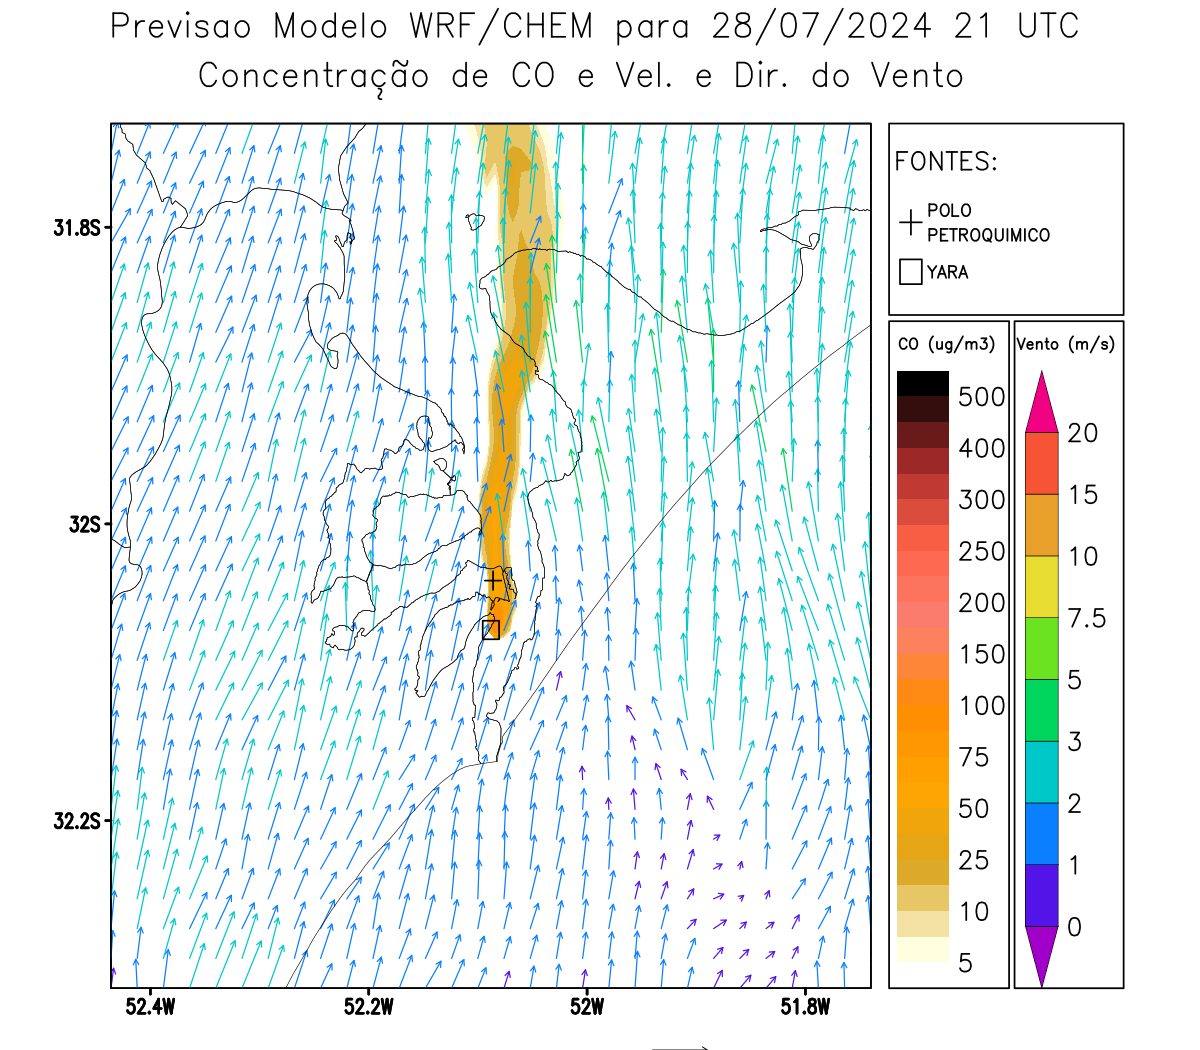 Previsao Modelo WRF/CHEM para 28/07/2024 21 UTC
Concentração de CO e Vel. e Dir. do Vento
FONTES:
POLO
PETROQUIMICO
YARA
CO (ug/m3)
500
400
300
250
200
150
100
75
50
25
10
5
Vento (m/s)
20
15
10
7.5
5
3
2
1
0
31.8S
32S
32.2S
52.4W
52.2W
52W
51.8W